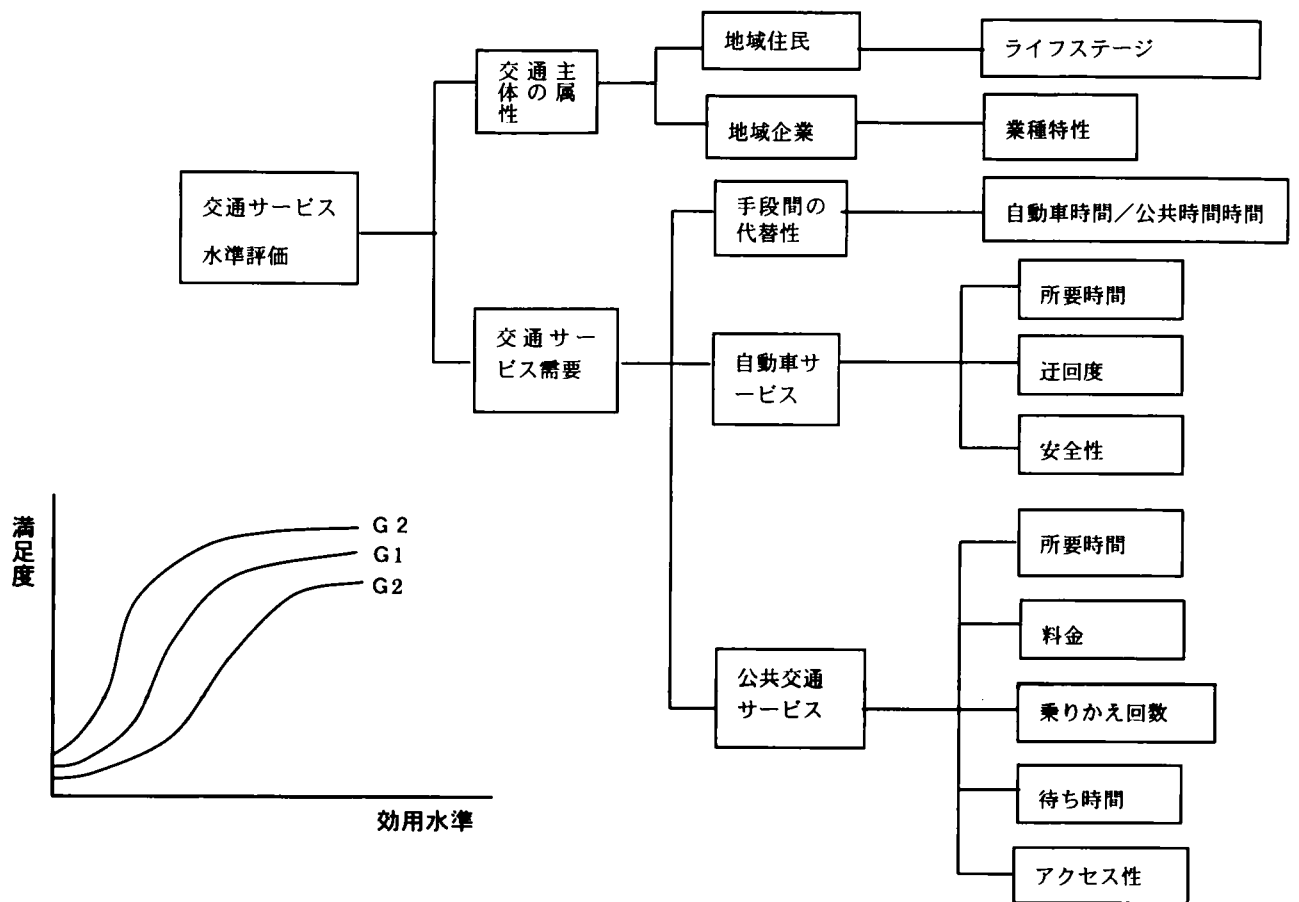 地域住民
ライフステージ
交通主
体の属
性
地域企業
業種特性
交通サービス
水準評価
手段間の
代替性
自動車時間／公共時間時間
交通サー
ビス需要
自動車サ
ービス
所要時間
迂回度
安全性
公共交通
サービス
所要時間
料金
乗りかえ回数
待ち時間
アクセス性
満足度
G2
G1
G2
効用水準